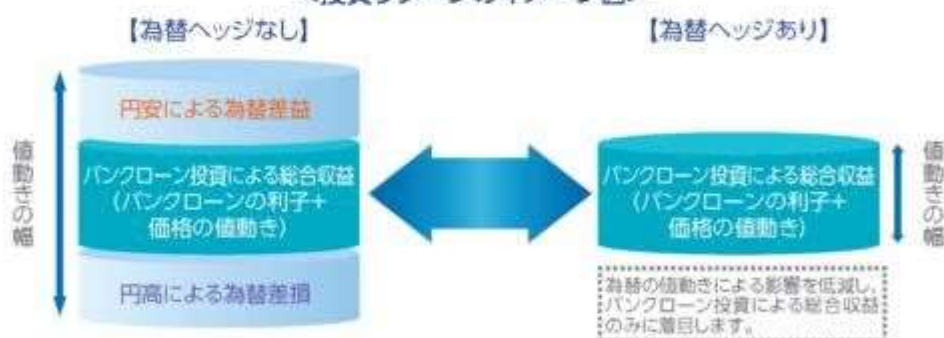 【為替ヘッジなし】
【為替ヘッジあり】
円安による為替差益
値動きの幅
バンクローン投資による総合収益
(バンクローンの利子+
価格の値動き)
円高による為替差損
バンクローン投資による総合収益
(バンクローンの利子+
価格の値動き)
値動きの幅
為替の値動きによる影響を低減し、
バンクローン投資による総合収益
のみに着目します。